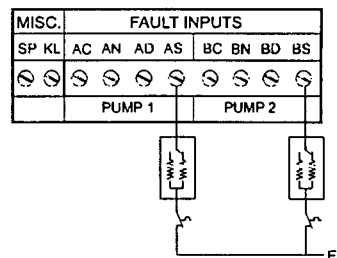 MISC. FAULT INPUTS
SP KL AC AN AD AS BC BN BD BS
PUMP 1 PUMP 2
F